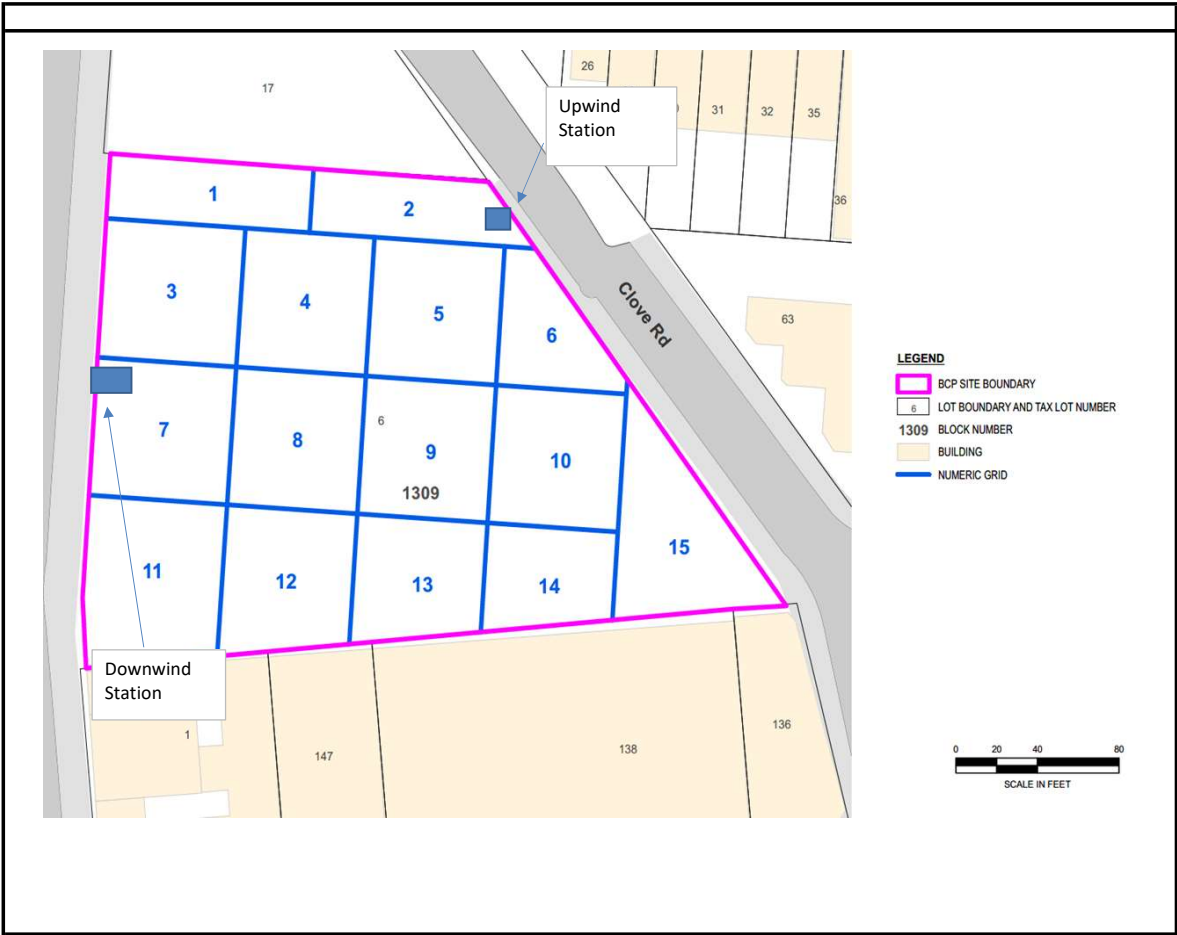 17
26
Upwind
Station
31
32
35
36
1
2
3
4
5
6
Clove Rd
63
7
8
6
9
1309
10
11
12
13
14
15
Downwind
Station
1
147
138
136
LEGEND
BCP SITE BOUNDARY
6 LOT BOUNDARY AND TAX LOT NUMBER
1309 BLOCK NUMBER
BUILDING
NUMERIC GRID
0 20 40 80
SCALE IN FEET